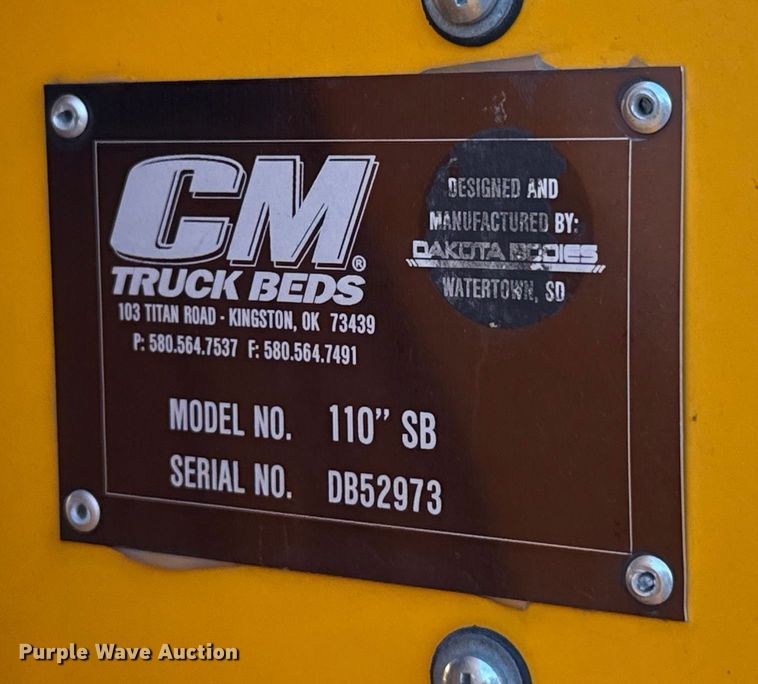 CM®
TRUCK BEDS
103 TITAN ROAD - KINGSTON, OK 73439
P: 580.564.7537 F: 580.564.7491
DESIGNED AND
MANUFACTURED BY:
DAKOTA BODIES
WATERTOWN, SD
MODEL NO. 110" SB
SERIAL NO. DB52973
Purple Wave Auction